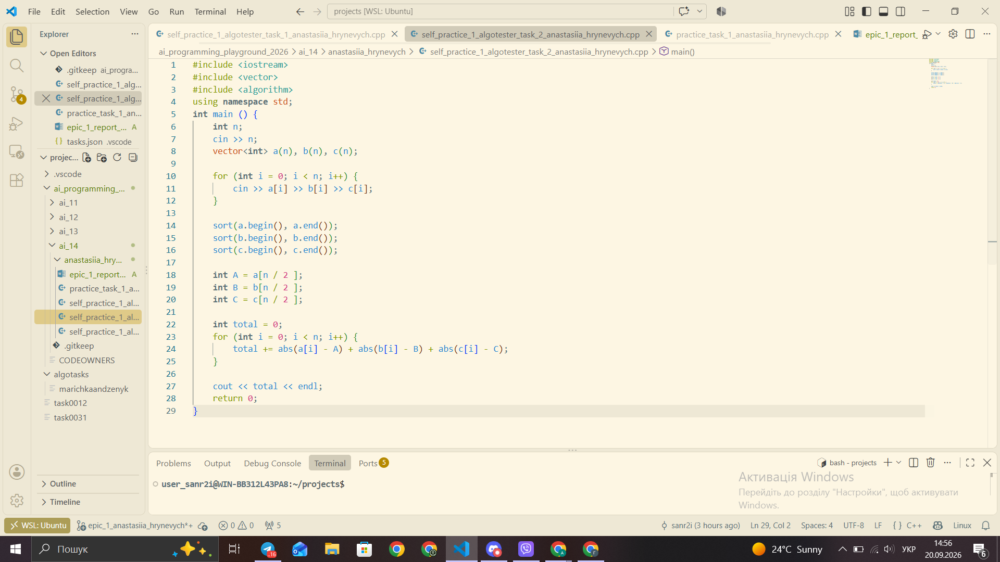 File Edit Selection View Go Run Terminal Help
projects [WSL: Ubuntu]
Explorer
Open Editors
.gitkeep ai_progra...
self_practice_1_alg...
self_practice_1_alg...
practice_task_1_an...
epic_1_report_... A
tasks.json .vscode
projec...
.vscode
ai_programming_...
ai_11
ai_12
ai_13
ai_14
anastasiia_hry...
epic_1_report... A
practice_task_1_a...
self_practice_1_al...
self_practice_1_al...
self_practice_1_al...
.gitkeep
CODEOWNERS
algotasks
marichkaandzenyk
task0012
task0031
Outline
Timeline
4
self_practice_1_algotester_task_1_anastasiia_hrynevych.cpp
self_practice_1_algotester_task_2_anastasiia_hrynevych.cpp
practice_task_1_anastasiia_hrynevych.cpp
epic_1_report_
ai_programming_playground_2026 > ai_14 > anastasiia_hrynevych > self_practice_1_algotester_task_2_anastasiia_hrynevych.cpp > main()
1 #include <iostream>
2 #include <vector>
3 #include <algorithm>
4 using namespace std;
5 int main () {
6 int n;
7 cin >> n;
8 vector<int> a(n), b(n), c(n);
9
10 for (int i = 0; i < n; i++) {
11 cin >> a[i] >> b[i] >> c[i];
12 }
13
14 sort(a.begin(), a.end());
15 sort(b.begin(), b.end());
16 sort(c.begin(), c.end());
17
18 int A = a[n / 2 ];
19 int B = b[n / 2 ];
20 int C = c[n / 2 ];
21
22 int total = 0;
23 for (int i = 0; i < n; i++) {
24 total += abs(a[i] - A) + abs(b[i] - B) + abs(c[i] - C);
25 }
26
27 cout << total << endl;
28 return 0;
29 }
Problems Output Debug Console Terminal Ports 5
bash - projects
user_sanr2i@WIN-BB312L43PA8:~/projects$
Активація Windows
Перейдіть до розділу "Настройки", щоб активувати
Windows.
WSL: Ubuntu epic_1_anastasiia_hrynevych*+ 0 0 5
sanr2i (3 hours ago) Ln 29, Col 2 Spaces: 4 UTF-8 LF {} C++ Linux
Пошук
..16
24°C Sunny
УКР
14:56
20.09.2026
6